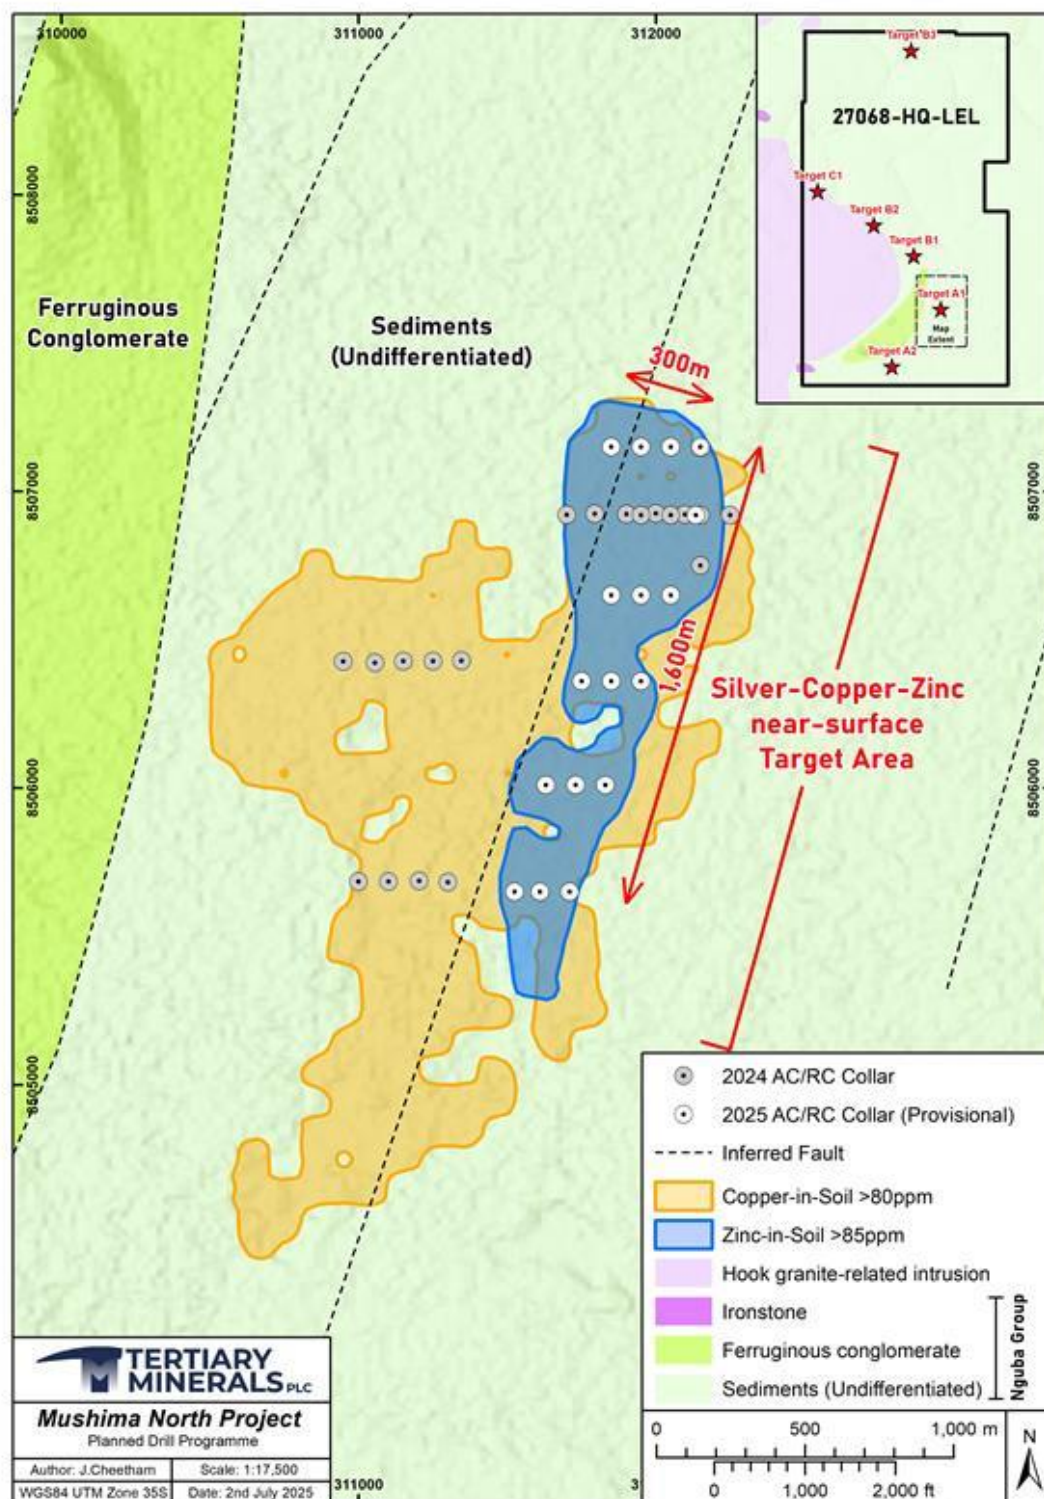 310000
311000
312000
8508000
8507000
8506000
8505000
8507000
8506000
Target B3
27068-HQ-LEL
Target C1
Target B2
Target B1
Target A1
Map
Extent
Target A2
Ferruginous
Conglomerate
Sediments
(Undifferentiated)
300m
1,600m
Silver-Copper-Zinc
near-surface
Target Area
2024 AC/RC Collar
2025 AC/RC Collar (Provisional)
Inferred Fault
Copper-in-Soil >80ppm
Zinc-in-Soil >85ppm
Hook granite-related intrusion
Ironstone
Ferruginous conglomerate
Sediments (Undifferentiated)
Nguba Group
TERTIARY
MINERALS PLC
Mushima North Project
Planned Drill Programme
Author: J.Cheetham
Scale: 1:17,500
WGS84 UTM Zone 35S
Date: 2nd July 2025
311000
0 500 1,000 m
0 1,000 2,000 ft
N